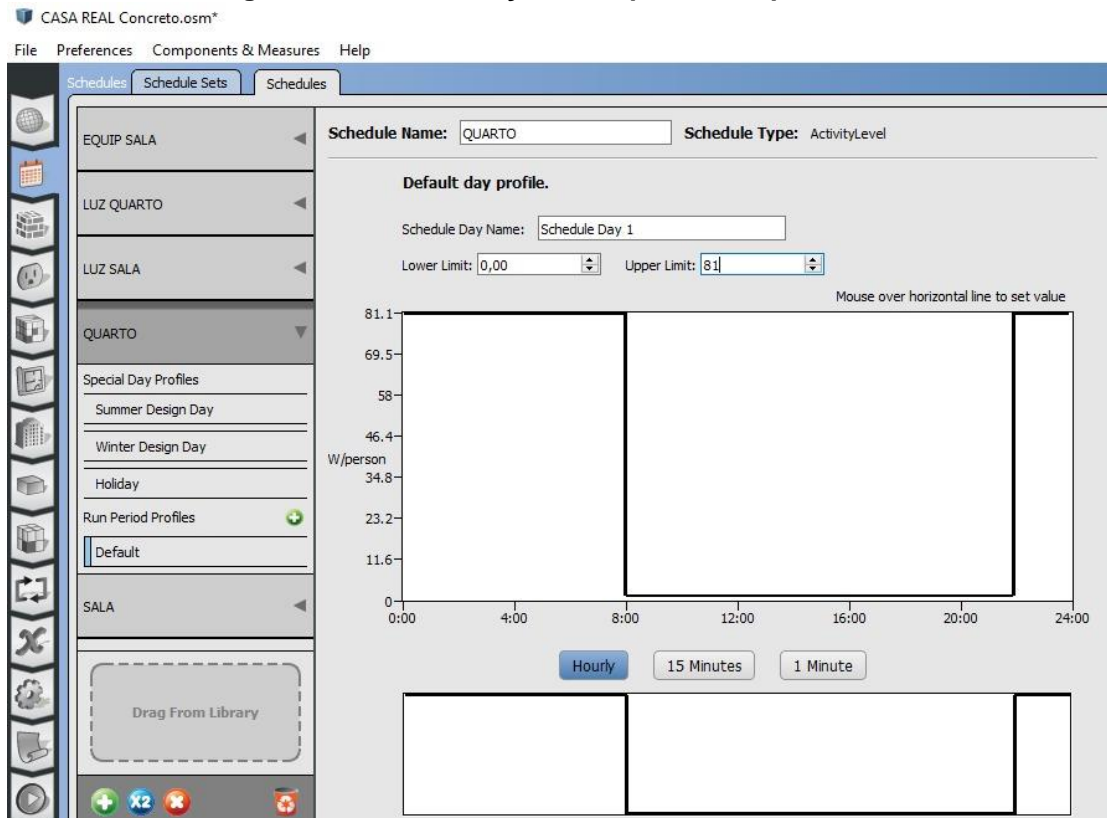 CASA REAL Concreto.osm*
File Preferences Components & Measures Help
Schedules Schedule Sets Schedules
EQUIP SALA
LUZ QUARTO
LUZ SALA
QUARTO
Special Day Profiles
Summer Design Day
Winter Design Day
Holiday
Run Period Profiles
Default
SALA
Drag From Library
X2
Schedule Name: QUARTO Schedule Type: ActivityLevel
Default day profile.
Schedule Day Name: Schedule Day 1
Lower Limit: 0,00 Upper Limit: 81
Mouse over horizontal line to set value
81.1
69.5
58
46.4
W/person
34.8
23.2
11.6
0
0:00 4:00 8:00 12:00 16:00 20:00 24:00
Hourly 15 Minutes 1 Minute